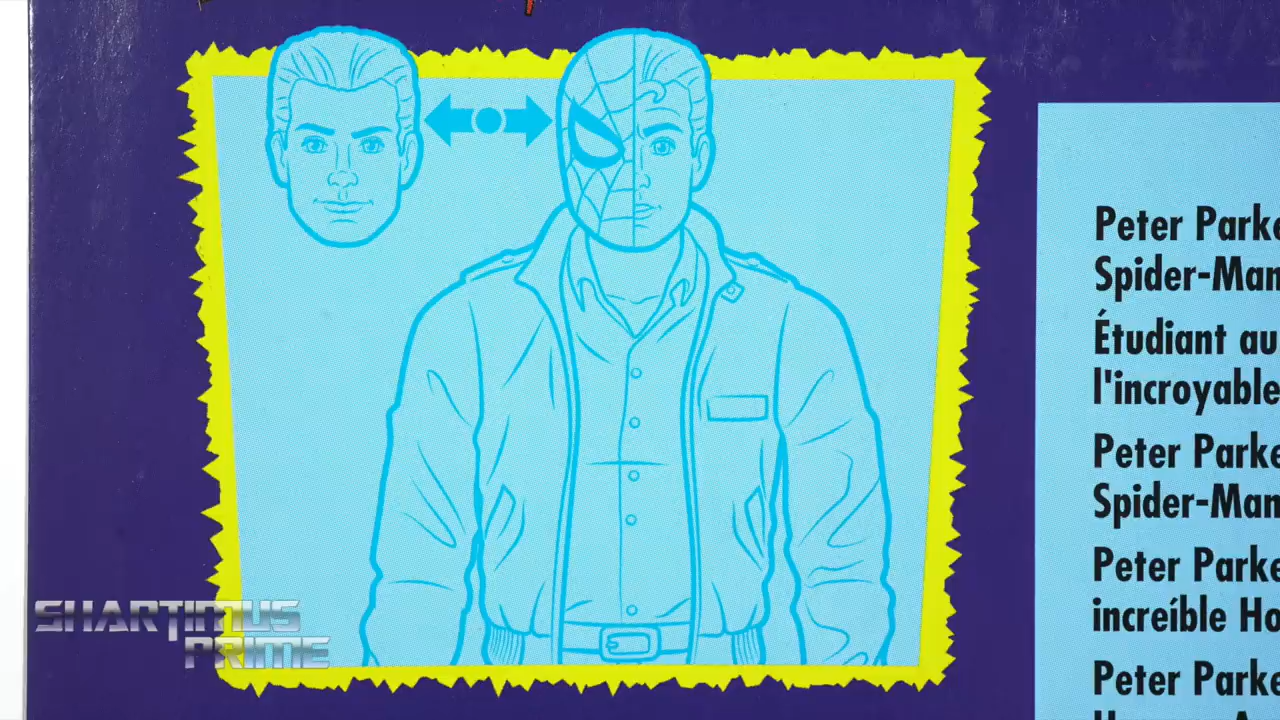 Peter Parke
Spider-Man
Étudiant au
l'incroyable
Peter Parke
Spider-Man
Peter Parke
increíble Ho
Peter Parke
SHARTIMUS
PRIME